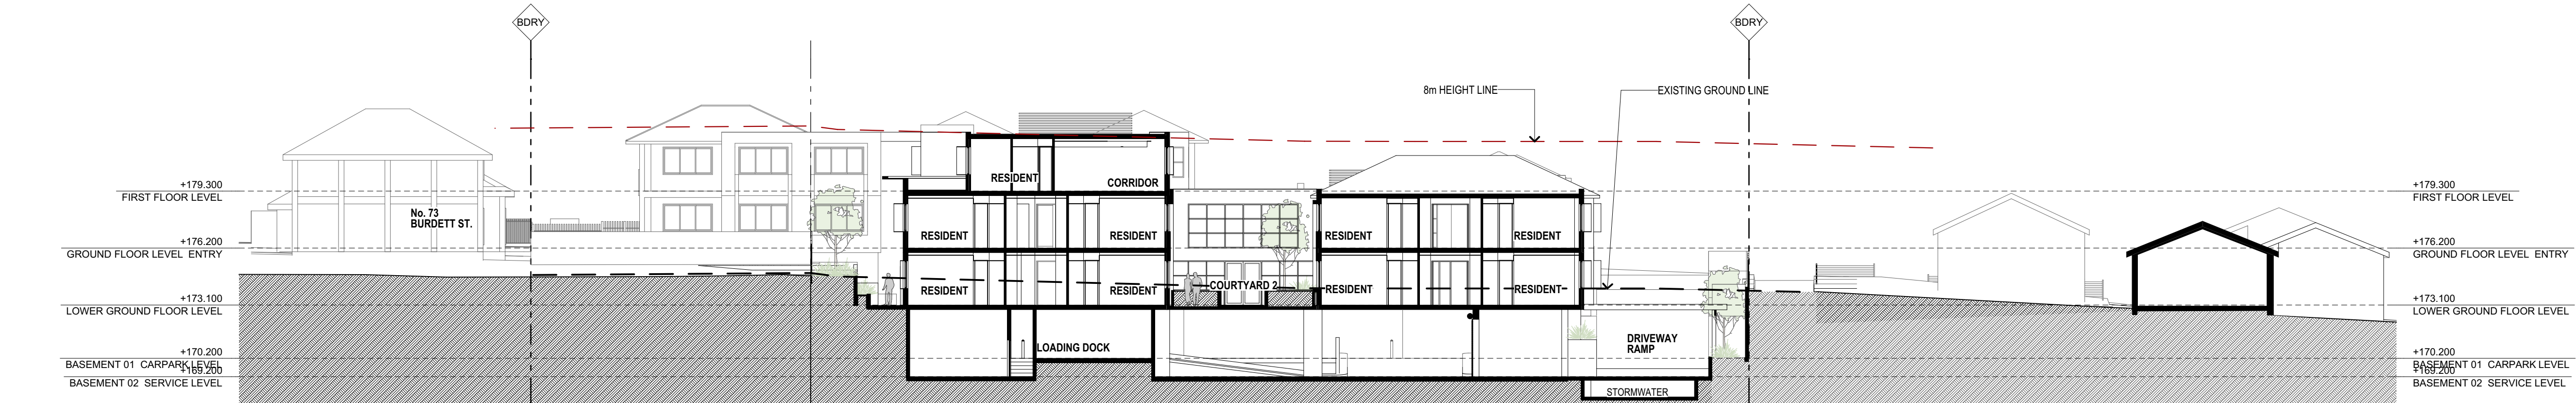 BDRY
BDRY
8m HEIGHT LINE
EXISTING GROUND LINE
+179.300
FIRST FLOOR LEVEL
No. 73
BURDETT ST.
+176.200
GROUND FLOOR LEVEL  ENTRY
+173.100
LOWER GROUND FLOOR LEVEL
+170.200
BASEMENT 01  CARPARK LEVEL
+169.200
BASEMENT 02  SERVICE LEVEL
RESIDENT
CORRIDOR
RESIDENT
RESIDENT
RESIDENT
RESIDENT
RESIDENT
RESIDENT
COURTYARD 2
RESIDENT
RESIDENT
LOADING DOCK
DRIVEWAY
RAMP
STORMWATER
+179.300
FIRST FLOOR LEVEL
+176.200
GROUND FLOOR LEVEL  ENTRY
+173.100
LOWER GROUND FLOOR LEVEL
+170.200
BASEMENT 01  CARPARK LEVEL
+169.200
BASEMENT 02  SERVICE LEVEL